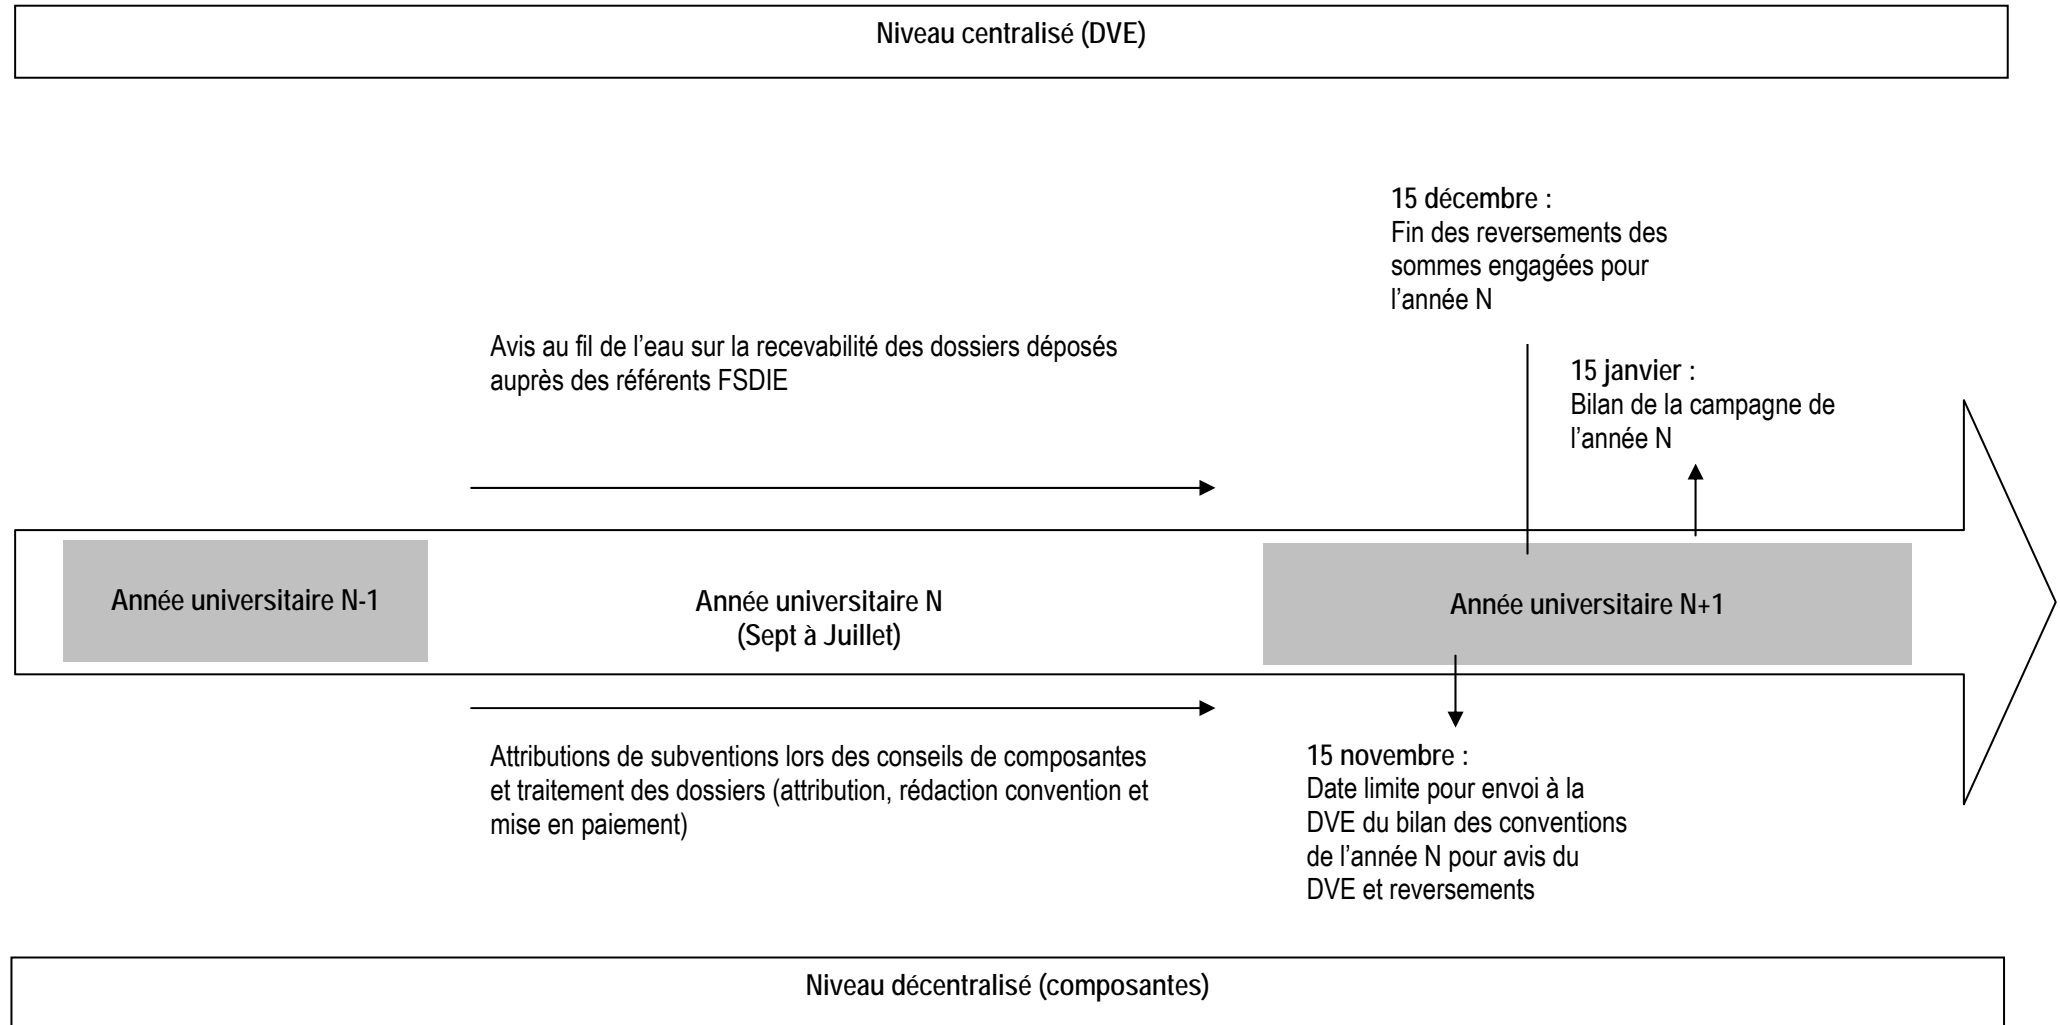 Niveau centralisé (DVE)
15 décembre :
Fin des reversements des
sommes engagées pour
l'année N
Avis au fil de l'eau sur la recevabilité des dossiers déposés
auprès des référents FSDIE
15 janvier :
Bilan de la campagne de
l'année N
Année universitaire N-1
Année universitaire N
(Sept à Juillet)
Année universitaire N+1
Attributions de subventions lors des conseils de composantes
et traitement des dossiers (attribution, rédaction convention et
mise en paiement)
15 novembre :
Date limite pour envoi à la
DVE du bilan des conventions
de l'année N pour avis du
DVE et reversements
Niveau décentralisé (composantes)